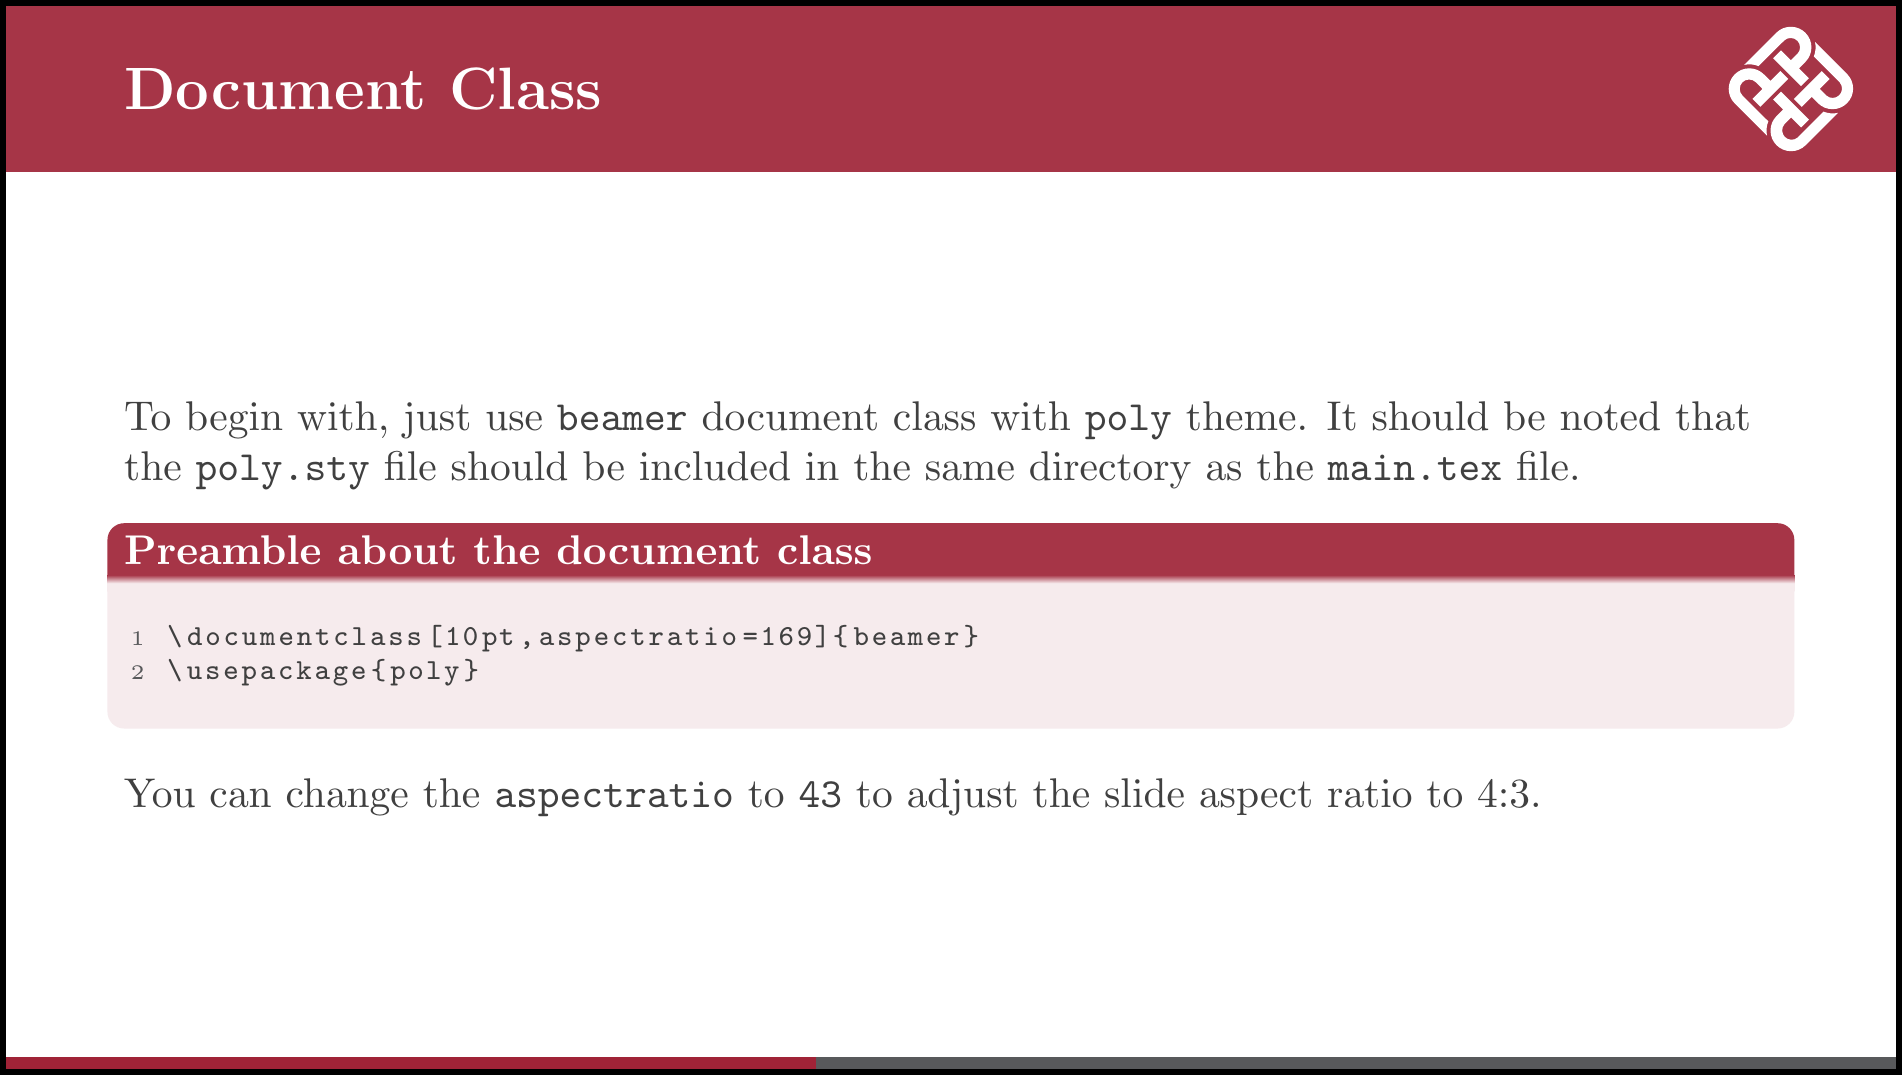 Document Class
To begin with, just use beamer document class with poly theme. It should be noted that
the poly.sty file should be included in the same directory as the main.tex file.
Preamble about the document class
1 \documentclass[10pt,aspectratio=169]{beamer}
2 \usepackage{poly}
You can change the aspectratio to 43 to adjust the slide aspect ratio to 4:3.